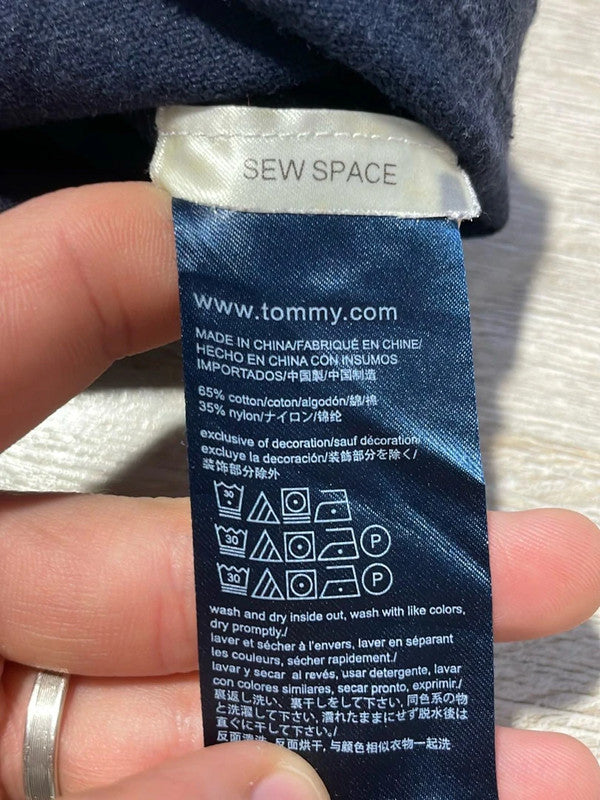 SEW SPACE
www.tommy.com
MADE IN CHINA/FABRIQUÉ EN CHINE/
HECHO EN CHINA CON INSUMOS
IMPORTADOS/中国製/中国制造
65% cotton/coton/algodón/綿/棉
35% nylon/ナイロン/锦纶
exclusive of decoration/sauf décoration/
excluye la decoración/装飾部分を除く/
装饰部分除外
30
30 P
30 P
wash and dry inside out, wash with like colors,
dry promptly./
laver et sécher à l'envers, laver en séparant
les couleurs, sécher rapidement./
lavar y secar al revés, usar detergente, lavar
con colores similares, secar pronto, exprimir./
裏返し洗い、裏干しをして下さい, 同色系の物
と洗濯して下さい, 濡れたままにせず脱水後は
直ぐに干して下さい./
反面清洗、反面烘干, 与颜色相似衣物一起洗